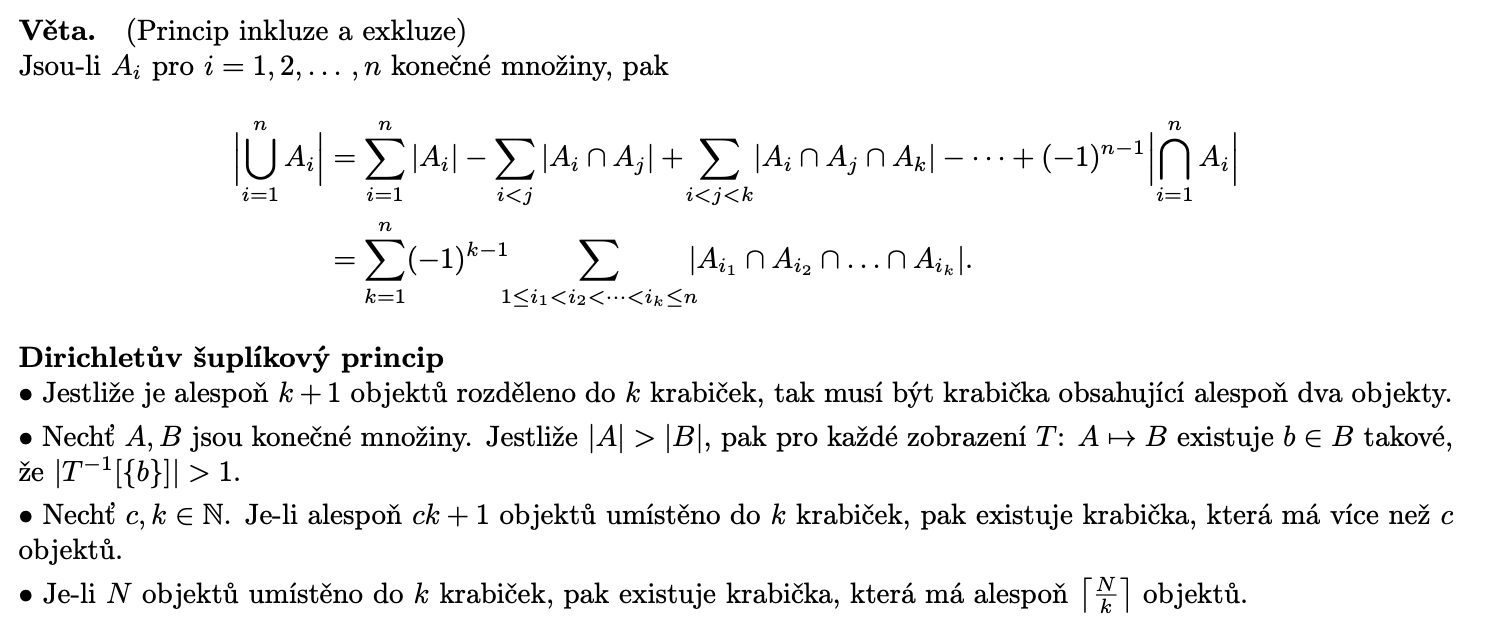 Věta. (Princip inkluze a exkluze)
Jsou-li $A_i$ pro $i = 1, 2, \ldots, n$ konečné množiny, pak
$\left|\bigcup_{i=1}^{n} A_i\right| = \sum_{i=1}^{n} |A_i| - \sum_{i<j} |A_i \cap A_j| + \sum_{i<j<k} |A_i \cap A_j \cap A_k| - \cdots + (-1)^{n-1} \left|\bigcap_{i=1}^{n} A_i\right|$
$= \sum_{k=1}^{n} (-1)^{k-1} \sum_{1 \leq i_1 < i_2 < \cdots < i_k \leq n} |A_{i_1} \cap A_{i_2} \cap \ldots \cap A_{i_k}|.$
Dirichletův šuplíkový princip
• Jestliže je alespoň $k + 1$ objektů rozděleno do $k$ krabiček, tak musí být krabička obsahující alespoň dva objekty.
• Nechť $A, B$ jsou konečné množiny. Jestliže $|A| > |B|$, pak pro každé zobrazení $T\colon A \mapsto B$ existuje $b \in B$ takové,
že $|T^{-1}[\{b\}]| > 1$.
• Nechť $c, k \in \mathbb{N}$. Je-li alespoň $ck + 1$ objektů umístěno do $k$ krabiček, pak existuje krabička, která má více než $c$
objektů.
• Je-li $N$ objektů umístěno do $k$ krabiček, pak existuje krabička, která má alespoň $\left\lceil \frac{N}{k} \right\rceil$ objektů.